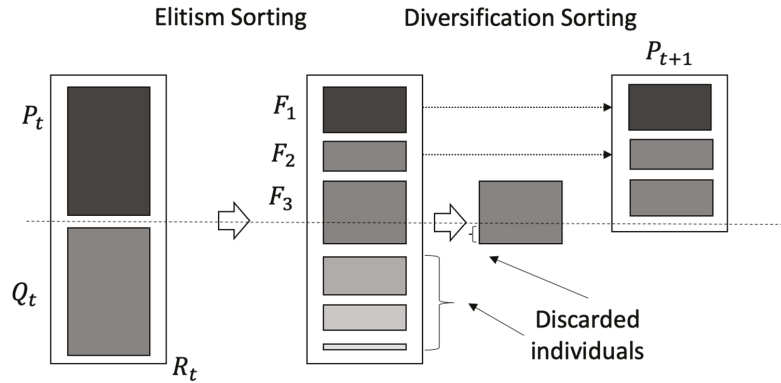 Elitism Sorting
Diversification Sorting
P_{t+1}
P_t
F_1
F_2
F_3
Q_t
R_t
Discarded
individuals